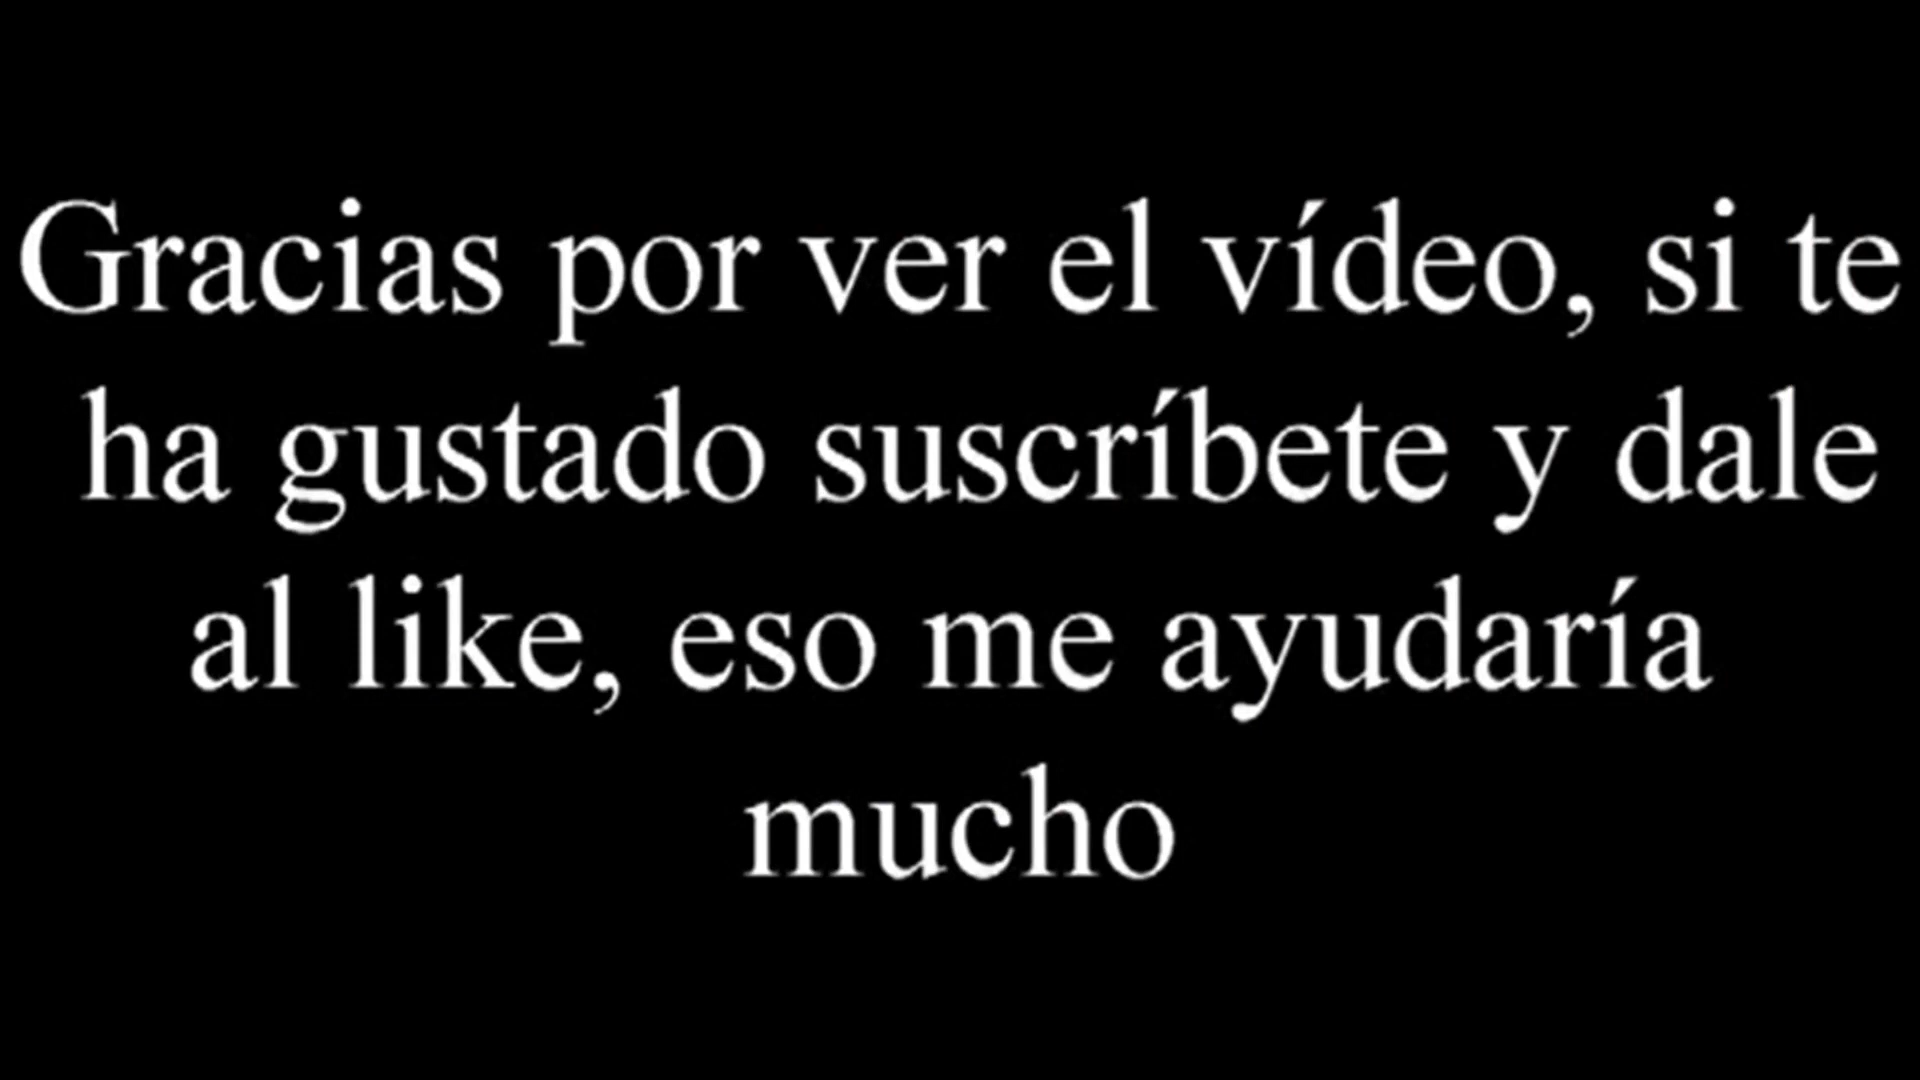 Gracias por ver el vídeo, si te
ha gustado suscríbete y dale
al like, eso me ayudaría
mucho